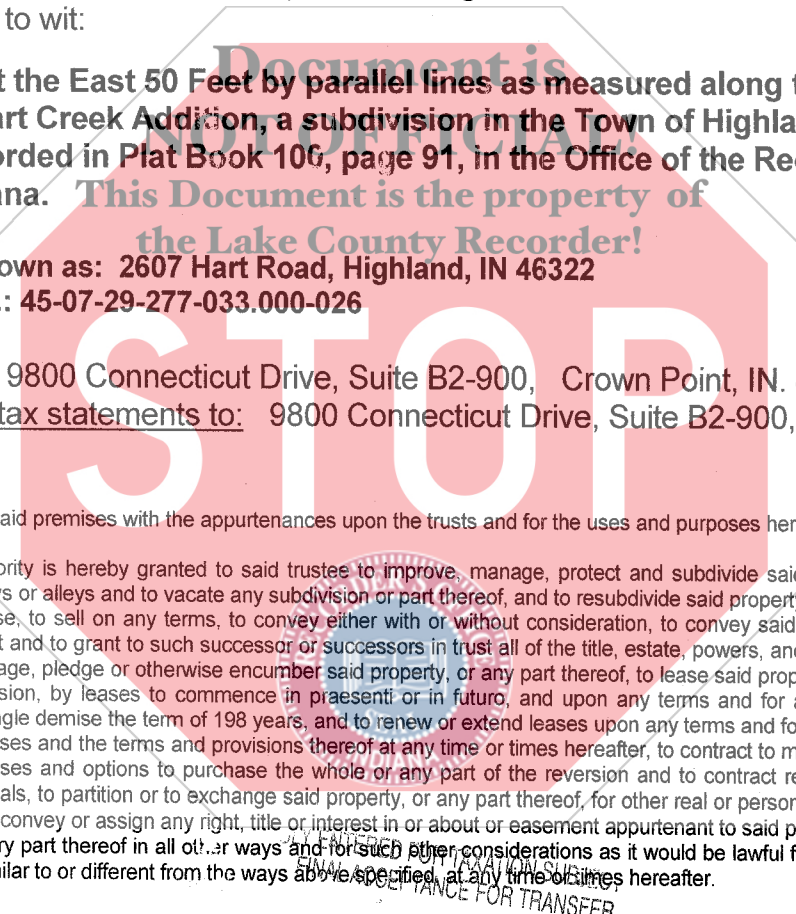 to wit:
Document is
t the East 50 Feet by parallel lines as measured along
art Creek Addition, a subdivision in the Town of Highla
NOT OFFICIAL!
orded in Plat Book 106, page 91, in the Office of the Re
ana.
This Document is the property of
the Lake County Recorder!
own as: 2607 Hart Road, Highland, IN 46322
.: 45-07-29-277-033.000-026
STOP
9800 Connecticut Drive, Suite B2-900, Crown Point, IN.
tax statements to: 9800 Connecticut Drive, Suite B2-900,
aid premises with the appurtenances upon the trusts and for the uses and purposes her
ority is hereby granted to said trustee to improve, manage, protect and subdivide sai
s or alleys and to vacate any subdivision or part thereof, and to resubdivide said property
se, to sell on any terms, to convey either with or without consideration, to convey said
t and to grant to such successor or successors in trust all of the title, estate, powers, and
age, pledge or otherwise encumber said property, or any part thereof, to lease said prop
sion, by leases to commence in praesenti or in futuro, and upon any terms and for a
ngle demise the term of 198 years, and to renew or extend leases upon any terms and fo
ses and the terms and provisions thereof at any time or times hereafter, to contract to m
ses and options to purchase the whole or any part of the reversion and to contract re
als, to partition or to exchange said property, or any part thereof, for other real or person
convey or assign any right, title or interest in or about or easement appurtenant to said p
ry part thereof in all other ways and for such other considerations as it would be lawful f
ilar to or different from the ways above specified, at any time or times hereafter.
RECORDER'S OFFICE
INDIANA
LY ENTERED FOR TAXATION SUBJECT
FINAL ACCEPTANCE FOR TRANSFER